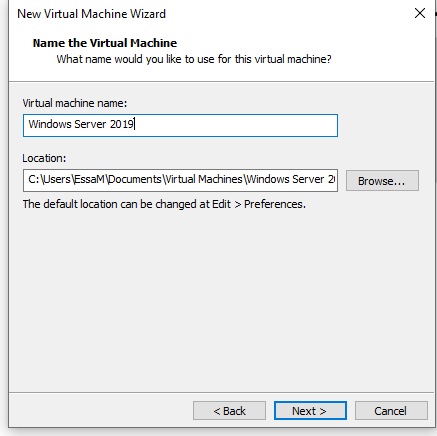 New Virtual Machine Wizard
Name the Virtual Machine
What name would you like to use for this virtual machine?
Virtual machine name:
Windows Server 2019
Location:
C:\Users\EssaM\Documents\Virtual Machines\Windows Server 20
Browse...
The default location can be changed at Edit > Preferences.
< Back Next > Cancel